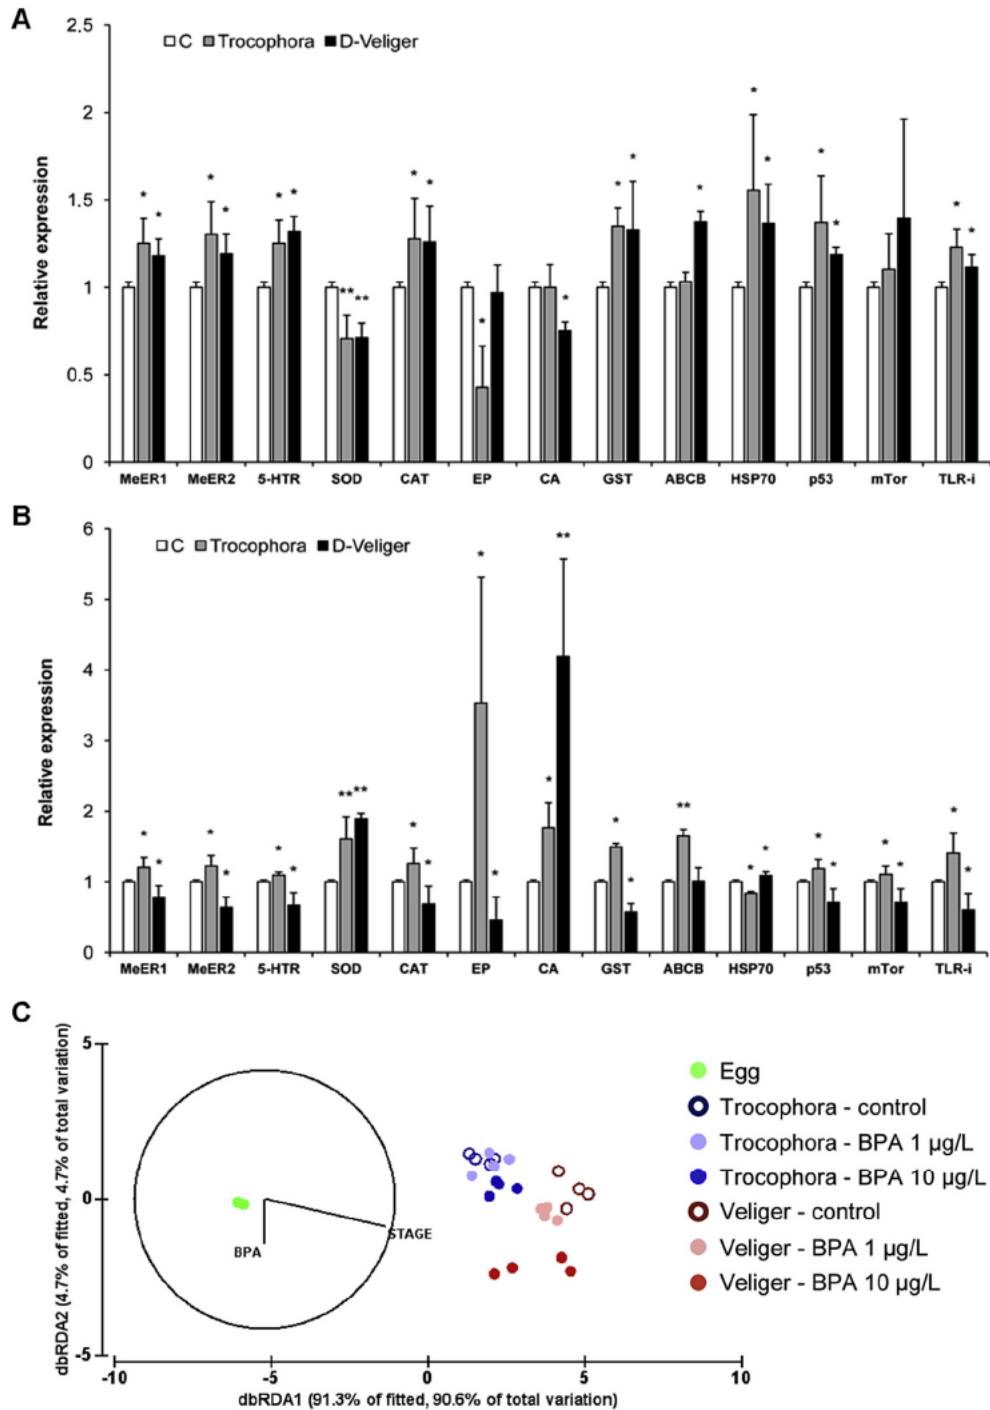 A
2.5
C Trocophora D-Veliger
2
1.5
1
0.5
0
Relative expression
* * * * * * ** ** * * * * * * * * * * * * *
MeER1 MeER2 5-HTR SOD CAT EP CA GST ABCB HSP70 p53 mTor TLR-i
B
6
C Trocophora D-Veliger
5
4
3
2
1
0
Relative expression
* * * * * * ** ** * * * * * ** * * ** * * * * * * * *
MeER1 MeER2 5-HTR SOD CAT EP CA GST ABCB HSP70 p53 mTor TLR-i
C
5
0
-5
dbRDA2 (4.7% of fitted, 4.7% of total variation)
BPA
STAGE
-10 -5 0 5 10
dbRDA1 (91.3% of fitted, 90.6% of total variation)
Egg
Trocophora - control
Trocophora - BPA 1 µg/L
Trocophora - BPA 10 µg/L
Veliger - control
Veliger - BPA 1 µg/L
Veliger - BPA 10 µg/L